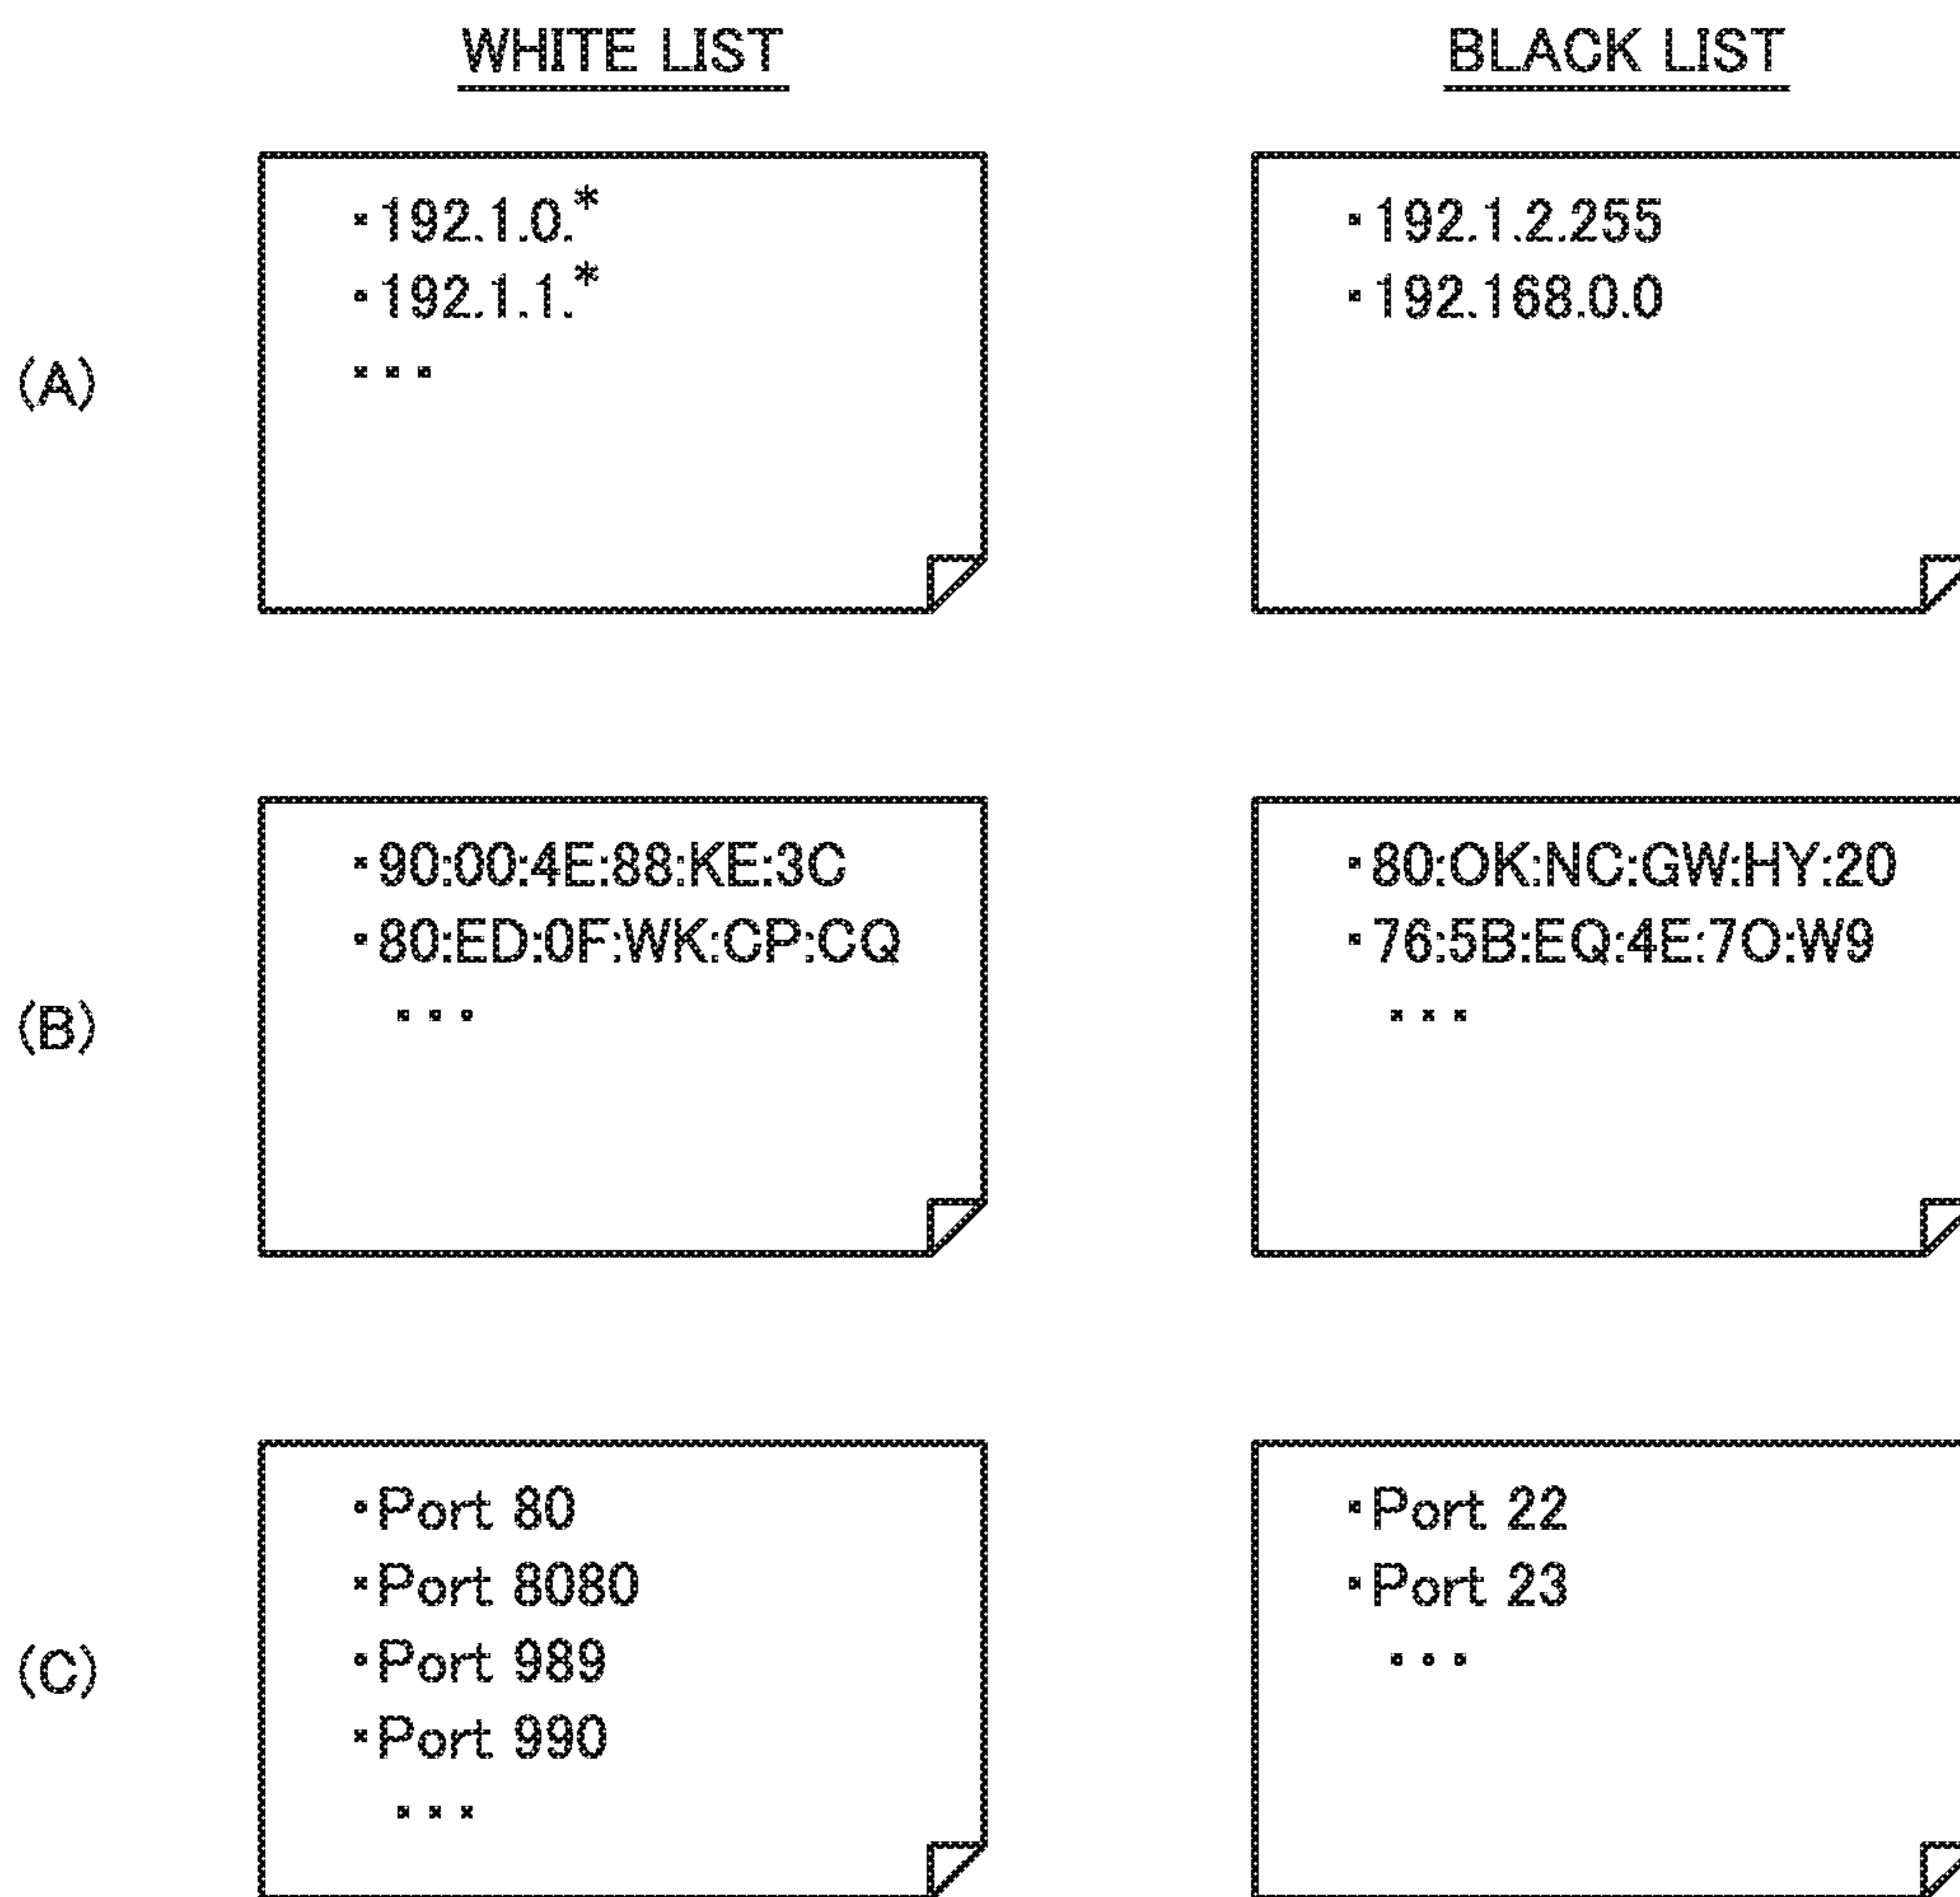 WHITE LIST
BLACK LIST
(A)
・192.1.0.*
・192.1.1.*
・・・
・192.1.2.255
・192.168.0.0
(B)
・90:00:4E:88:KE:3C
・80:ED:0F:WK:CP:CQ
・・・
・80:OK:NC:GW:HY:20
・76:5B:EQ:4E:7O:W9
・・・
(C)
・Port 80
・Port 8080
・Port 989
・Port 990
・・・
・Port 22
・Port 23
・・・